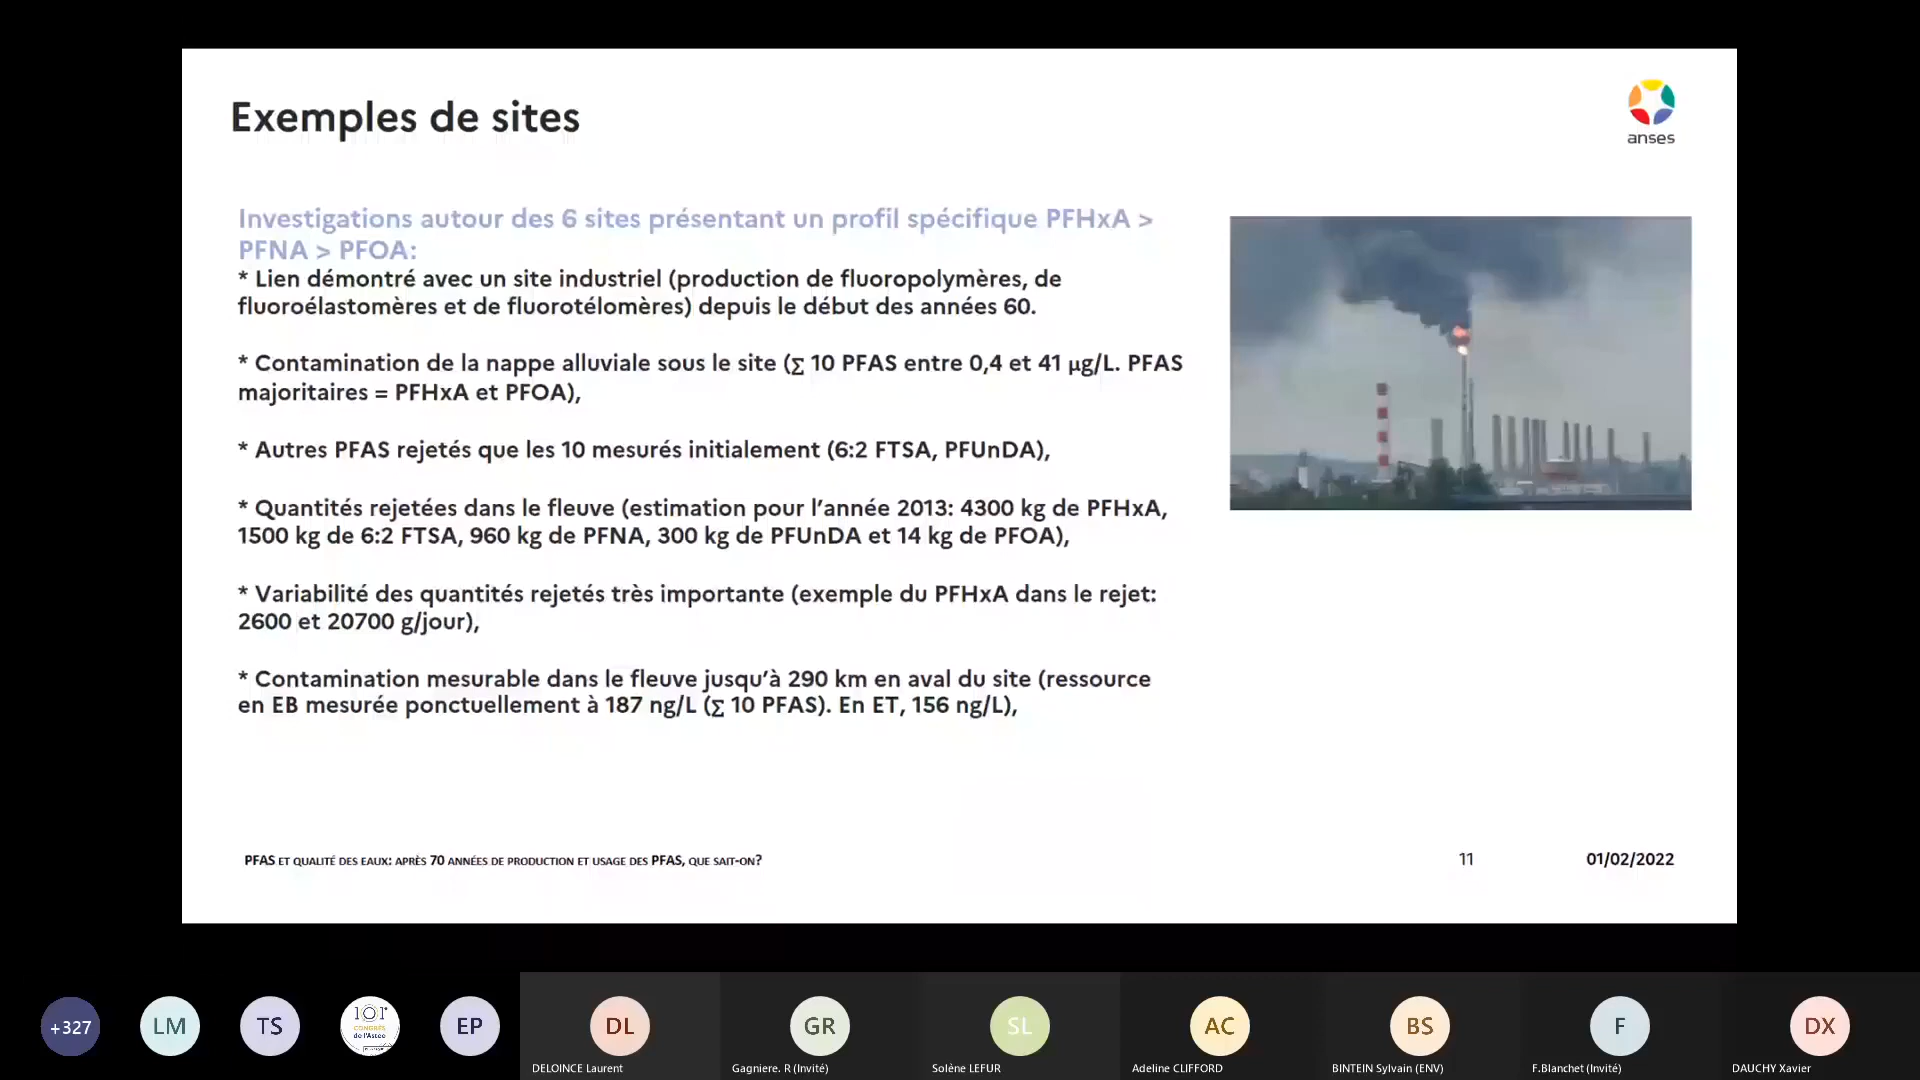 Exemples de sites
anses
Investigations autour des 6 sites présentant un profil spécifique PFHxA >
PFNA > PFOA:
* Lien démontré avec un site industriel (production de fluoropolymères, de
fluoroélastomères et de fluorotélomères) depuis le début des années 60.
* Contamination de la nappe alluviale sous le site (∑ 10 PFAS entre 0,4 et 41 µg/L. PFAS
majoritaires = PFHxA et PFOA),
* Autres PFAS rejetés que les 10 mesurés initialement (6:2 FTSA, PFUnDA),
* Quantités rejetées dans le fleuve (estimation pour l’année 2013: 4300 kg de PFHxA,
1500 kg de 6:2 FTSA, 960 kg de PFNA, 300 kg de PFUnDA et 14 kg de PFOA),
* Variabilité des quantités rejetés très importante (exemple du PFHxA dans le rejet:
2600 et 20700 g/jour),
* Contamination mesurable dans le fleuve jusqu’à 290 km en aval du site (ressource
en EB mesurée ponctuellement à 187 ng/L (∑ 10 PFAS). En ET, 156 ng/L),
PFAS ET QUALITÉ DES EAUX: APRÈS 70 ANNÉES DE PRODUCTION ET USAGE DES PFAS, QUE SAIT-ON?
11
01/02/2022
+327
LM
TS
101e
CONGRÈS
de l'Astee
EP
DL
GR
SL
AC
BS
F
DX
DELOINCE Laurent
Gagniere. R (Invité)
Solène LEFUR
Adeline CLIFFORD
BINTEIN Sylvain (ENV)
F.Blanchet (Invité)
DAUCHY Xavier